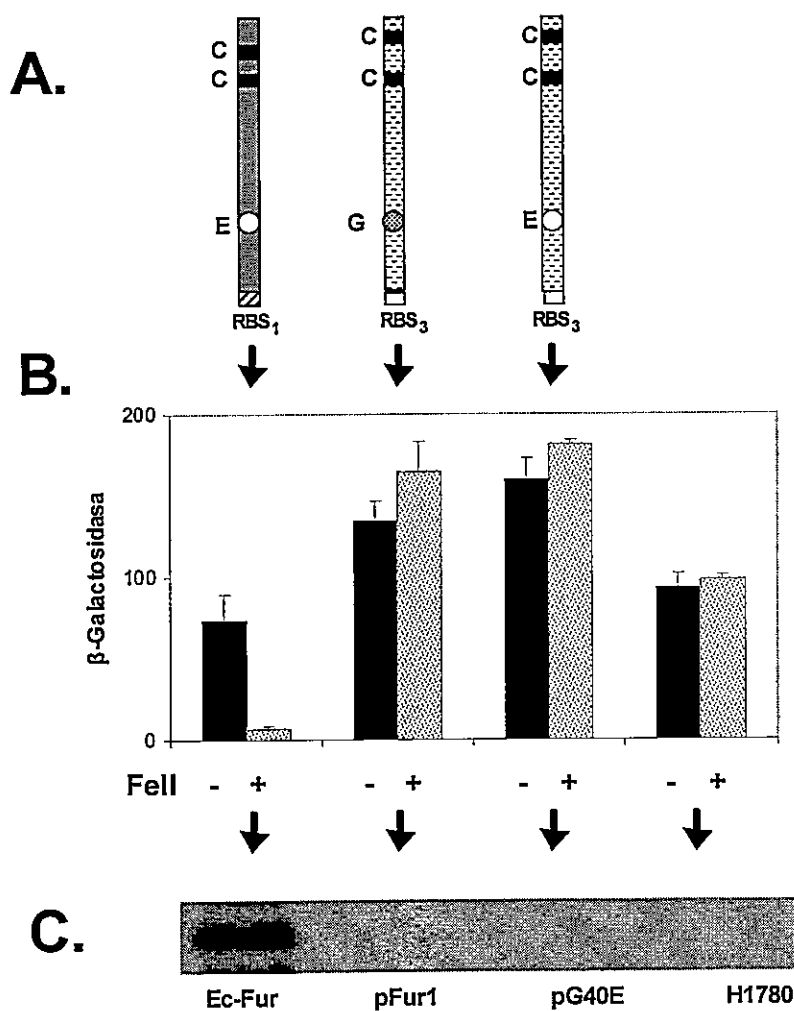 A.
C C C
C C C
E G E
RBS1 RBS3 RBS3
B.
200
100
0
β-Galactosidasa
FeII - + - + - + - +
C.
Ec-Fur pFur1 pG40E H1780